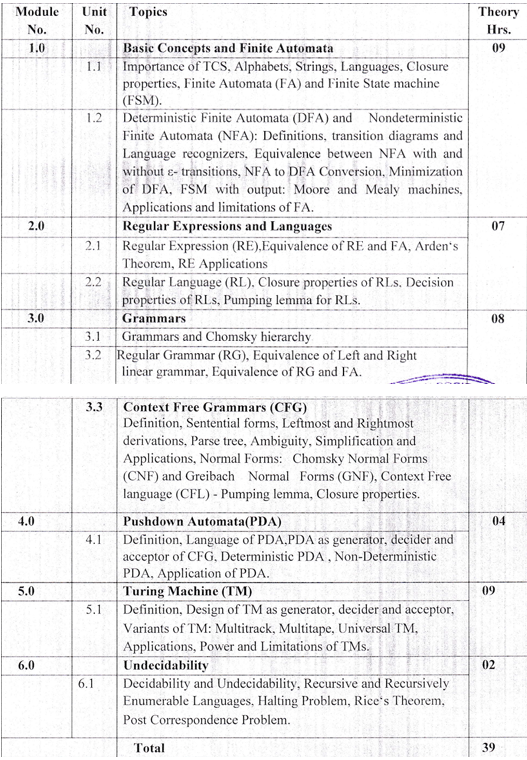 Module Unit Topics Theory
No. No. Hrs.
1.0 Basic Concepts and Finite Automata 09
1.1 Importance of TCS, Alphabets, Strings, Languages, Closure
properties, Finite Automata (FA) and Finite State machine
(FSM).
1.2 Deterministic Finite Automata (DFA) and Nondeterministic
Finite Automata (NFA): Definitions, transition diagrams and
Language recognizers, Equivalence between NFA with and
without ε- transitions, NFA to DFA Conversion, Minimization
of DFA, FSM with output: Moore and Mealy machines,
Applications and limitations of FA.
2.0 Regular Expressions and Languages 07
2.1 Regular Expression (RE),Equivalence of RE and FA, Arden‘s
Theorem, RE Applications
2.2 Regular Language (RL), Closure properties of RLs, Decision
properties of RLs, Pumping lemma for RLs.
3.0 Grammars 08
3.1 Grammars and Chomsky hierarchy
3.2 Regular Grammar (RG), Equivalence of Left and Right
linear grammar, Equivalence of RG and FA.
3.3 Context Free Grammars (CFG)
Definition, Sentential forms, Leftmost and Rightmost
derivations, Parse tree, Ambiguity, Simplification and
Applications, Normal Forms: Chomsky Normal Forms
(CNF) and Greibach Normal Forms (GNF), Context Free
language (CFL) - Pumping lemma, Closure properties.
4.0 Pushdown Automata(PDA) 04
4.1 Definition, Language of PDA,PDA as generator, decider and
acceptor of CFG, Deterministic PDA , Non-Deterministic
PDA, Application of PDA.
5.0 Turing Machine (TM) 09
5.1 Definition, Design of TM as generator, decider and acceptor,
Variants of TM: Multitrack, Multitape, Universal TM,
Applications, Power and Limitations of TMs.
6.0 Undecidability 02
6.1 Decidability and Undecidability, Recursive and Recursively
Enumerable Languages, Halting Problem, Rice‘s Theorem,
Post Correspondence Problem.
Total 39